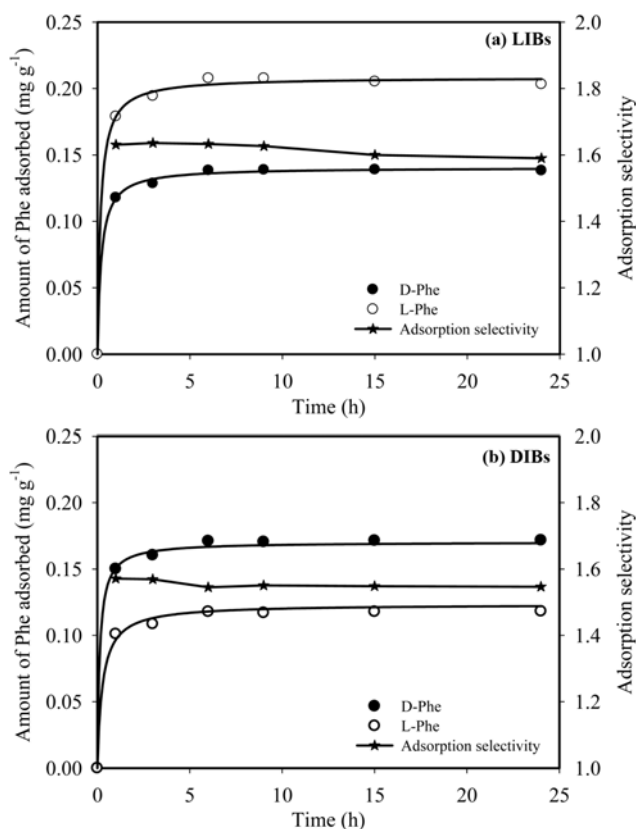 (a) LIBs
Amount of Phe adsorbed (mg g⁻¹)
0.25
0.20
0.15
0.10
0.05
0.00
Adsorption selectivity
2.0
1.8
1.6
1.4
1.2
1.0
D-Phe
L-Phe
Adsorption selectivity
0 5 10 15 20 25
Time (h)
(b) DIBs
Amount of Phe adsorbed (mg g⁻¹)
0.25
0.20
0.15
0.10
0.05
0.00
Adsorption selectivity
2.0
1.8
1.6
1.4
1.2
1.0
D-Phe
L-Phe
Adsorption selectivity
0 5 10 15 20 25
Time (h)